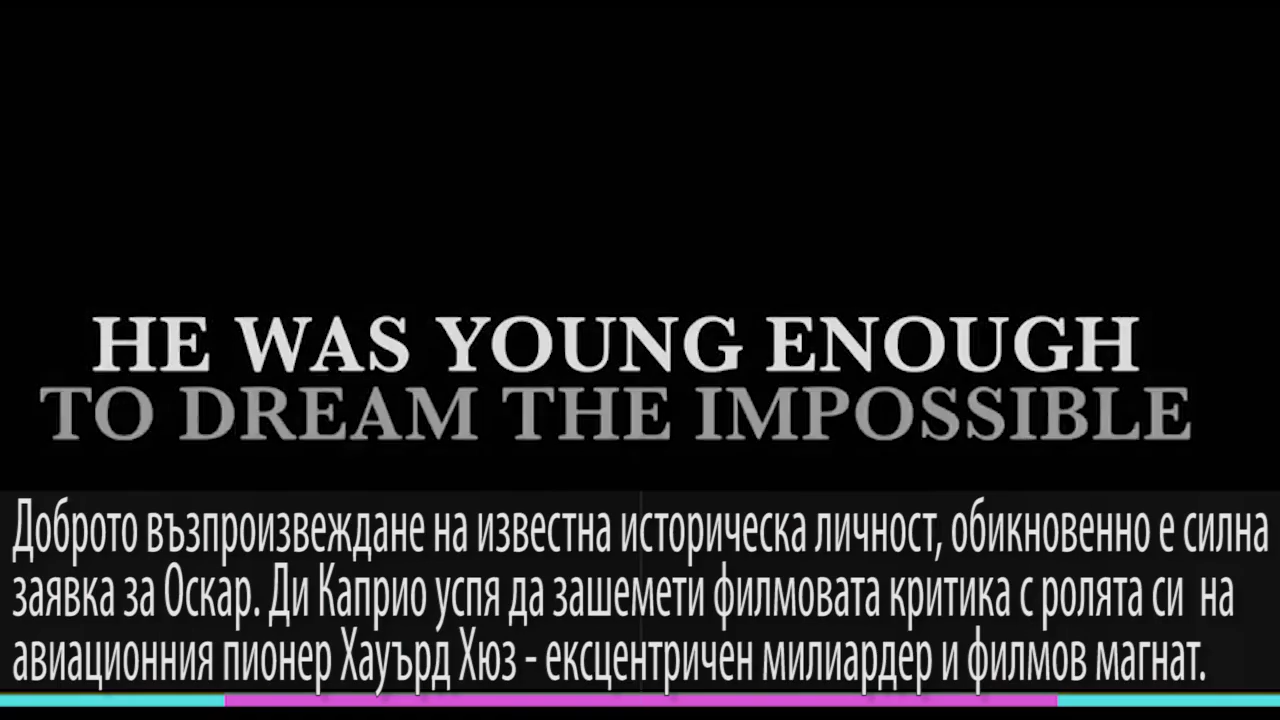 HE WAS YOUNG ENOUGH
TO DREAM THE IMPOSSIBLE
Доброто възпроизвеждане на известна историческа личност, обикновенно е силна
заявка за Оскар. Ди Каприо успя да зашемети филмовата критика с ролята си на
авиационния пионер Хауърд Хюз - ексцентричен милиардер и филмов магнат.